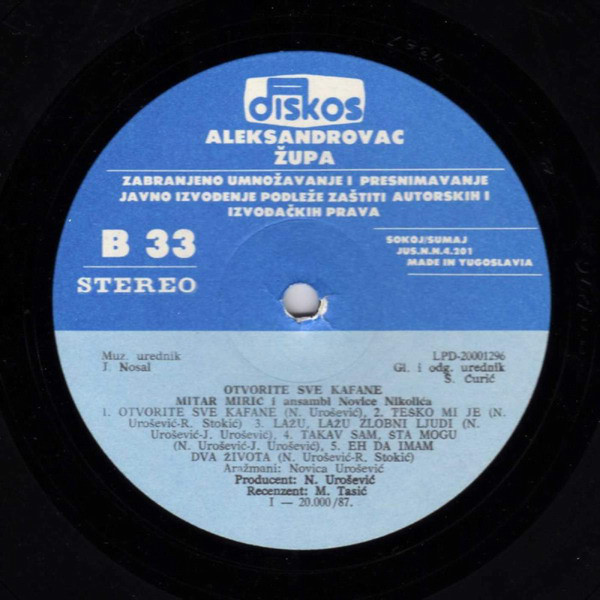 diskos
ALEKSANDROVAC
ŽUPA
ZABRANJENO UMNOŽAVANJE I PRESNIMAVANJE
JAVNO IZVOĐENJE PODLEŽE ZAŠTITI AUTORSKIH I
IZVOĐAČKIH PRAVA
B 33
STEREO
SOKOJ/SUMAJ
JUS.N.N.4.201
MADE IN YUGOSLAVIA
Muz. urednik
J. Nosal
LPD-20001296
Gl. i odg. urednik
S. Ćurić
OTVORITE SVE KAFANE
MITAR MIRIĆ i ansambl Novice Nikolića
1. OTVORITE SVE KAFANE (N. Urošević), 2. TEŠKO MI JE (N.
Urošević-R. Stokić) 3. LAŽU, LAŽU ZLOBNI LJUDI (N. Uro-
šević-J. Urošević), 4. TAKAV SAM, ŠTA MOGU
(N. Urošević-J. Urošević), 5. EH DA IMAM
DVA ŽIVOTA (N. Urošević-R. Stokić)
Aražmani: Novica Urošević
Producent: N. Urošević
Recenzent: M. Tasić
I — 20.000/87.